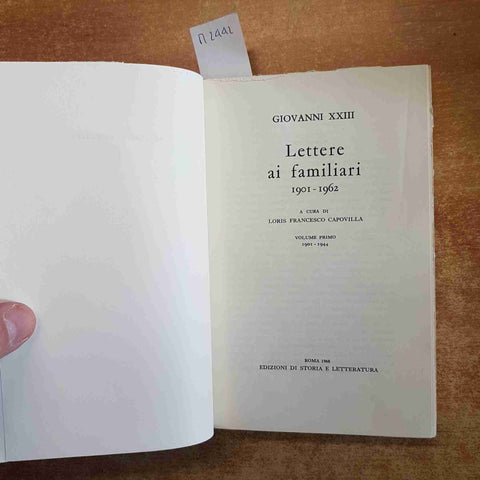 Π2442
GIOVANNI XXIII
Lettere
ai familiari
1901-1962
A CURA DI
LORIS FRANCESCO CAPOVILLA
VOLUME PRIMO
1901-1944
ROMA 1968
EDIZIONI DI STORIA E LETTERATURA